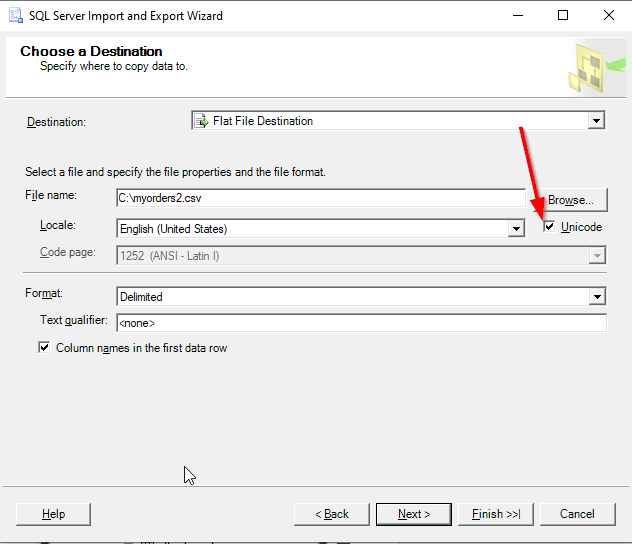 SQL Server Import and Export Wizard
Choose a Destination
Specify where to copy data to.
Destination: Flat File Destination
Select a file and specify the file properties and the file format.
File name: C:\myorders2.csv Browse...
Locale: English (United States) Unicode
Code page: 1252 (ANSI - Latin I)
Format: Delimited
Text qualifier: <none>
Column names in the first data row
Help < Back Next > Finish >>| Cancel